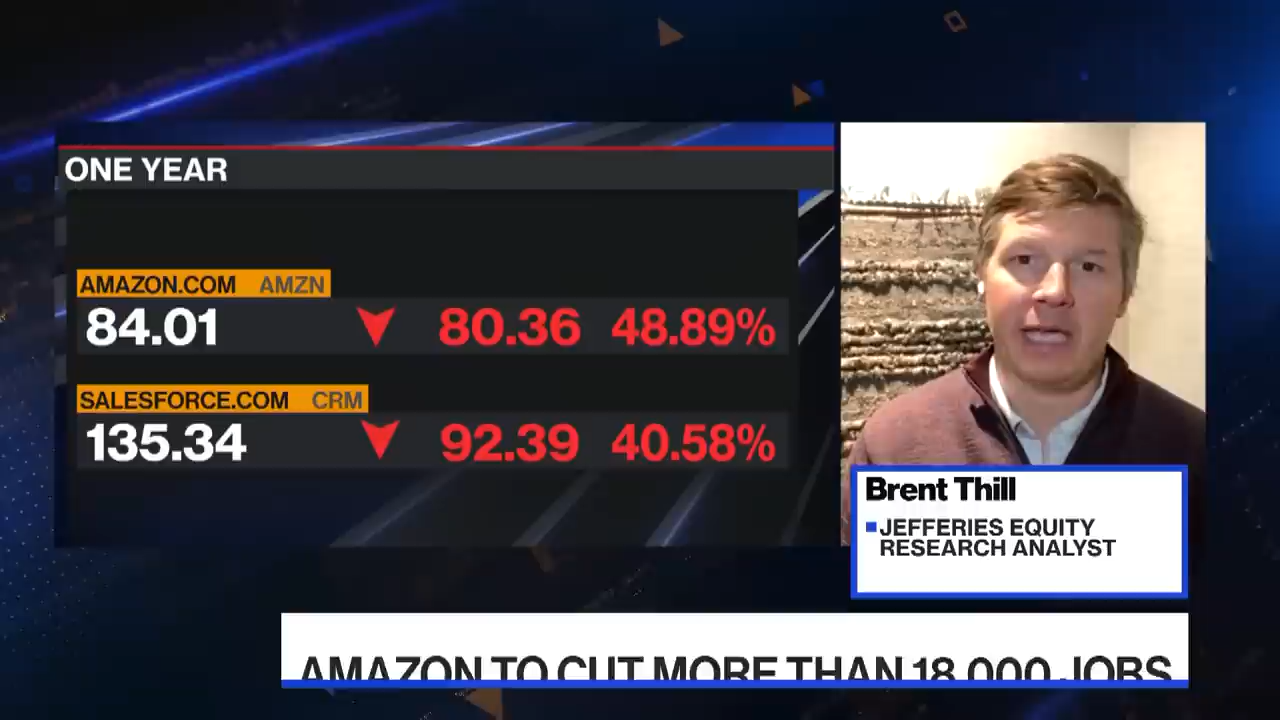 ONE YEAR
AMAZON.COM AMZN
84.01 80.36 48.89%
SALESFORCE.COM CRM
135.34 92.39 40.58%
Brent Thill
JEFFERIES EQUITY
RESEARCH ANALYST
AMAZON TO CUT MORE THAN 18,000 JOBS